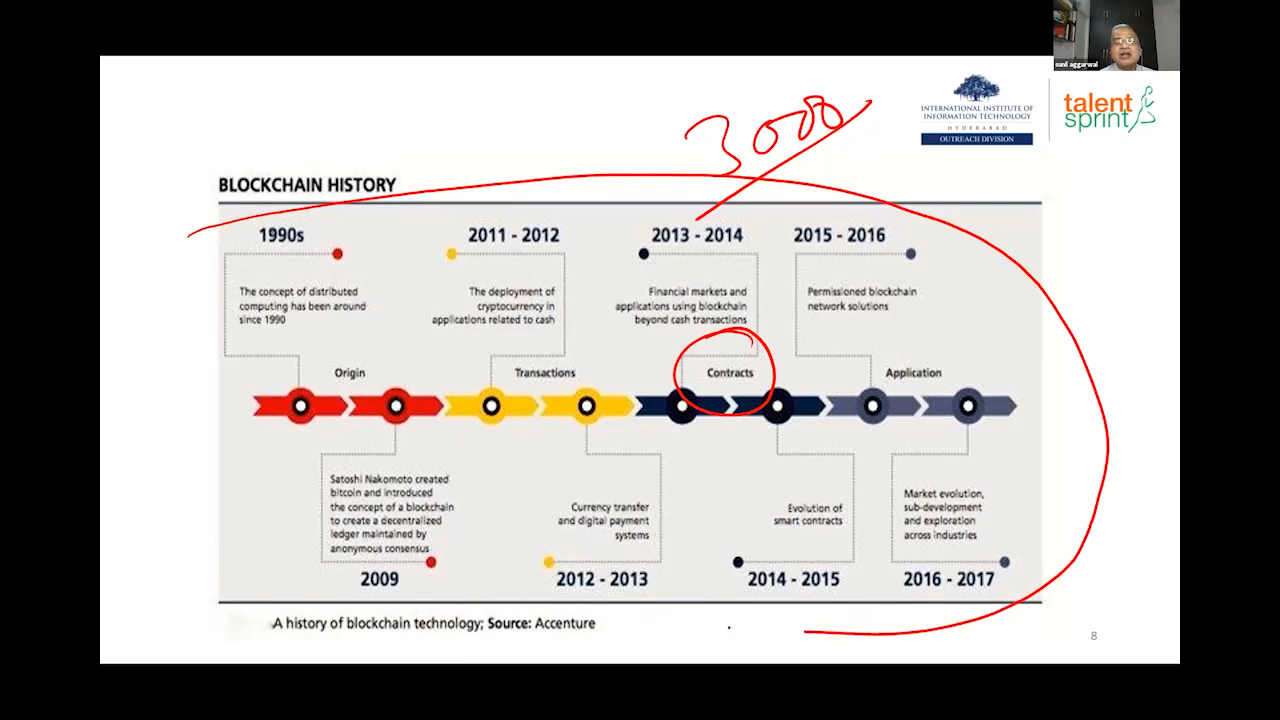 sunil aggarwal
INTERNATIONAL INSTITUTE OF
INFORMATION TECHNOLOGY
HYDERABAD
OUTREACH DIVISION
talent
sprint
3000
BLOCKCHAIN HISTORY
1990s
2011 - 2012
2013 - 2014
2015 - 2016
The concept of distributed
computing has been around
since 1990
The deployment of
cryptocurrency in
applications related to cash
Financial markets and
applications using blockchain
beyond cash transactions
Permissioned blockchain
network solutions
Origin
Transactions
Contracts
Application
Satoshi Nakomoto created
bitcoin and introduced
the concept of a blockchain
to create a decentralized
ledger maintained by
anonymous consensus
Currency transfer
and digital payment
systems
Evolution of
smart contracts
Market evolution,
sub-development
and exploration
across industries
2009
2012 - 2013
2014 - 2015
2016 - 2017
A history of blockchain technology; Source: Accenture
8